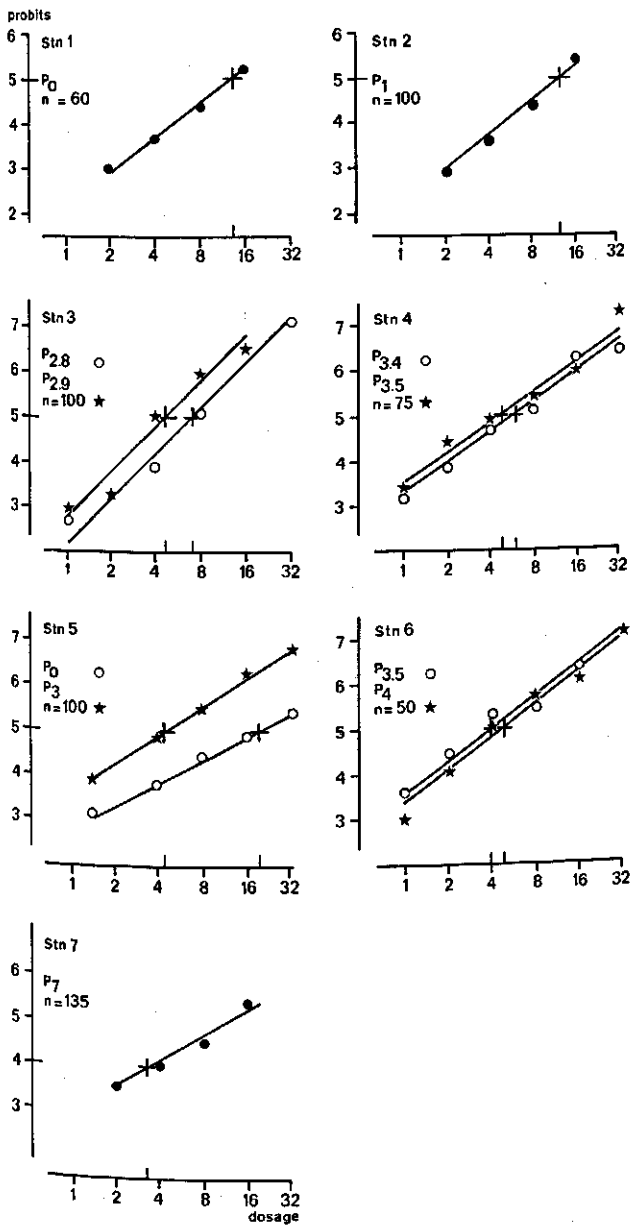 probits
Stn 1
P0
n = 60
6
5
4
3
2
1 2 4 8 16 32
Stn 2
P1
n = 100
6
5
4
3
2
1 2 4 8 16 32
Stn 3
P2.8 ○
P2.9
n = 100 ★
7
6
5
4
3
1 2 4 8 16 32
Stn 4
P3.4 ○
P3.5
n = 75 ★
7
6
5
4
3
1 2 4 8 16 32
Stn 5
P0 ○
P3
n = 100 ★
7
6
5
4
3
1 2 4 8 16 32
Stn 6
P3.5 ○
P4
n = 50 ★
7
6
5
4
3
1 2 4 8 16 32
Stn 7
P7
n = 135
6
5
4
3
1 2 4 8 16 32
dosage